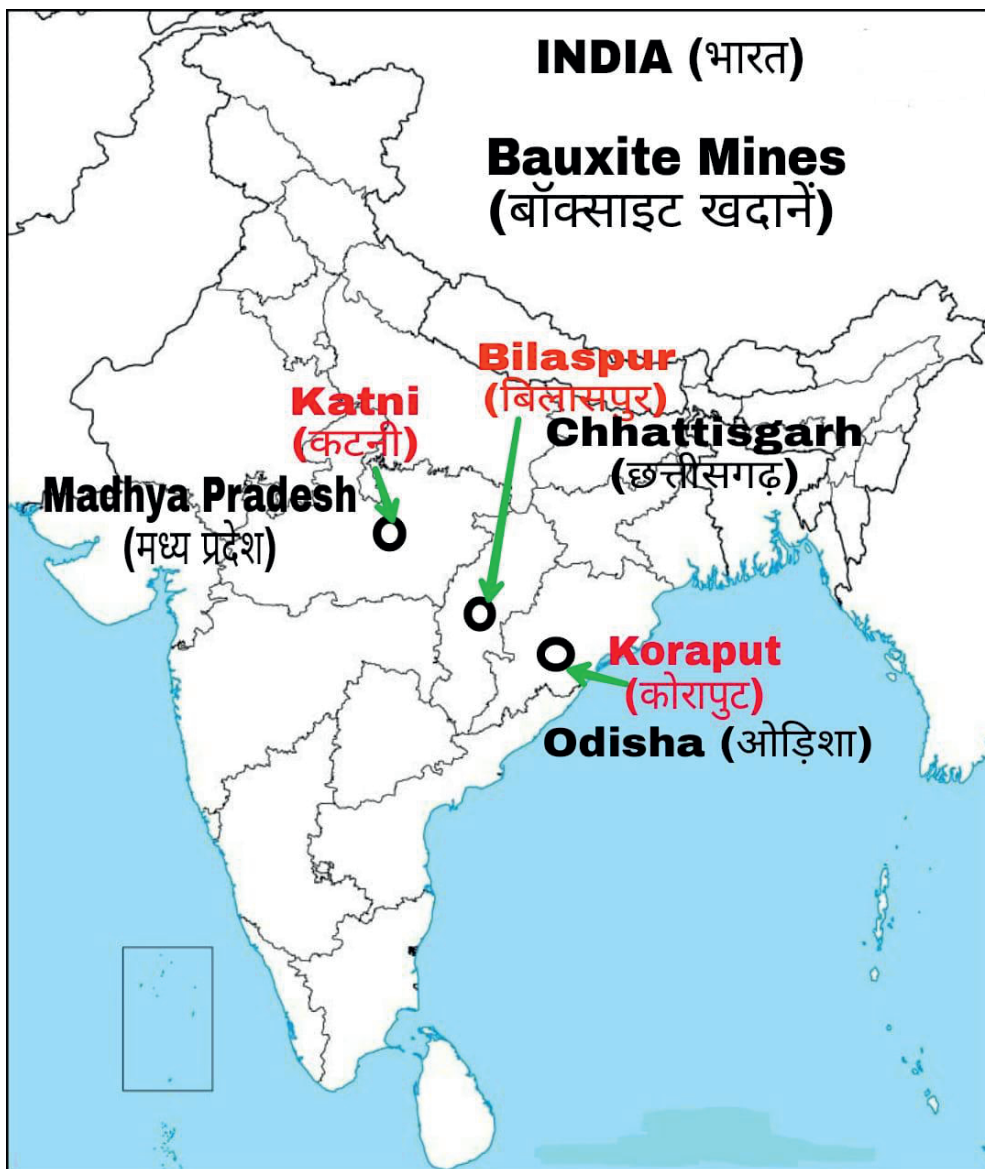 INDIA (भारत)
Bauxite Mines
(बॉक्साइट खदानें)
Bilaspur
(बिलासपुर)
Katni
(कटनी)
Chhattisgarh
(छत्तीसगढ़)
Madhya Pradesh
(मध्य प्रदेश)
Koraput
(कोरापुट)
Odisha (ओड़िशा)